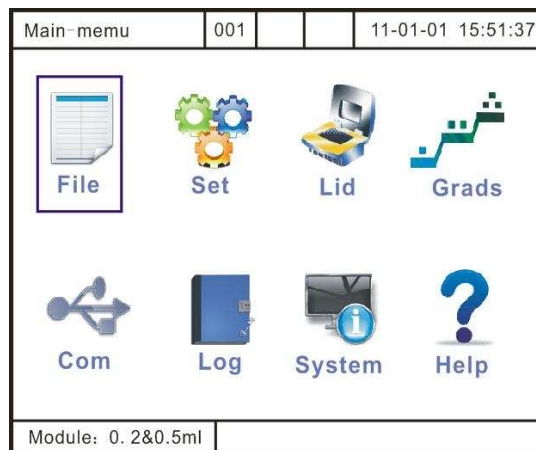 Main-memu 001 11-01-01 15:51:37
File Set Lid Grads
Com Log System Help
Module: 0. 2&0.5ml